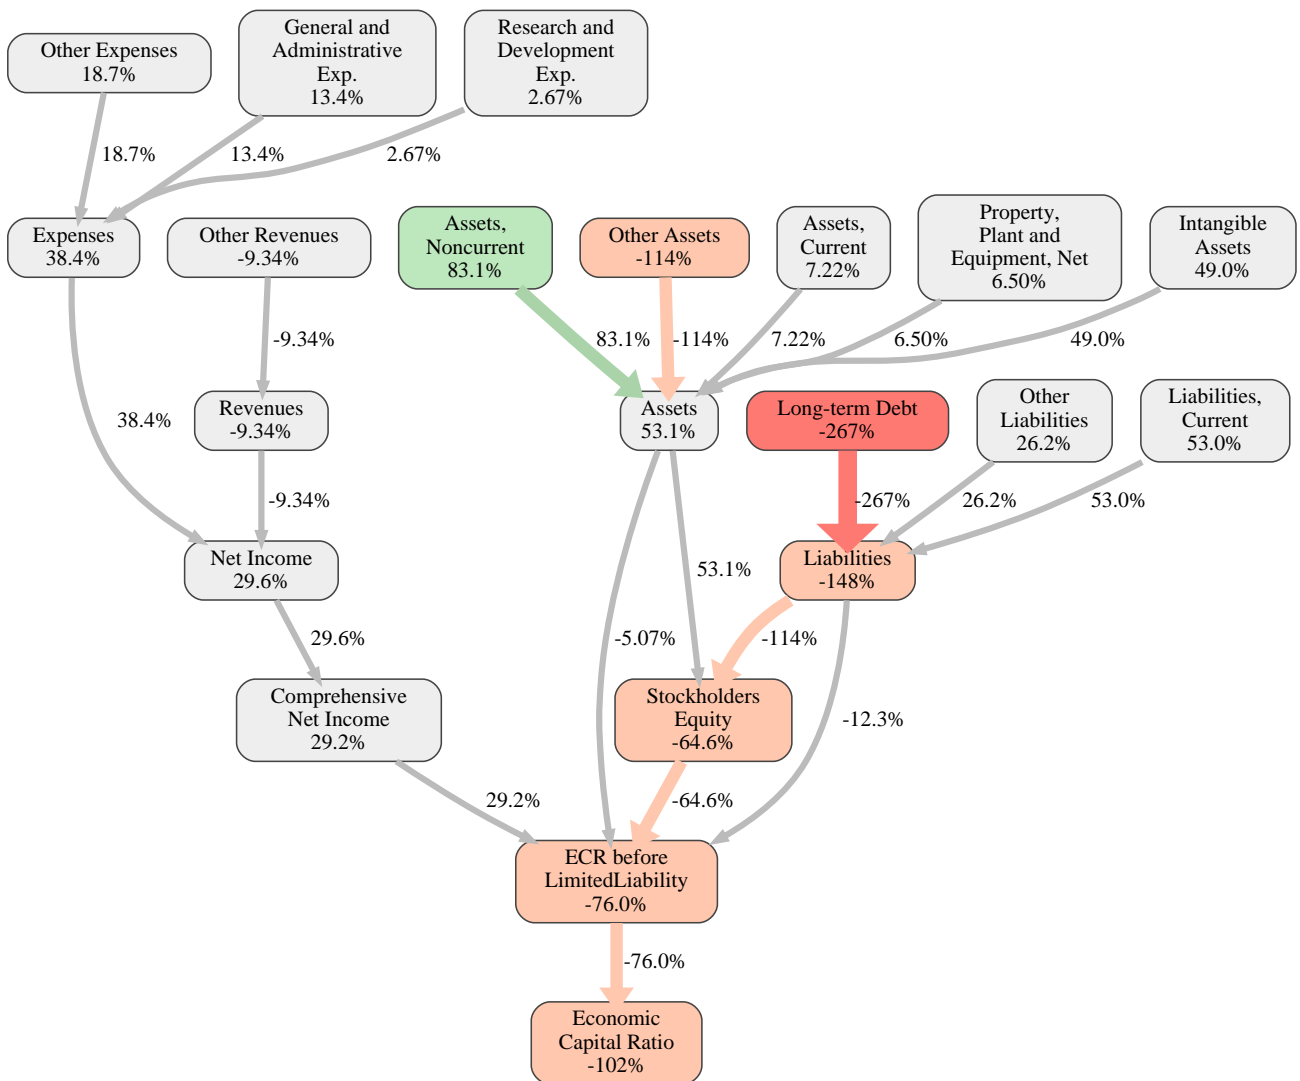 Other Expenses
18.7%
General and
Administrative
Exp.
13.4%
Research and
Development
Exp.
2.67%
18.7%
13.4%
2.67%
Expenses
38.4%
Other Revenues
-9.34%
Assets,
Noncurrent
83.1%
Other Assets
-114%
Assets,
Current
7.22%
Property,
Plant and
Equipment, Net
6.50%
Intangible
Assets
49.0%
-9.34%
83.1%
-114%
7.22%
6.50%
49.0%
38.4%
Revenues
-9.34%
Assets
53.1%
Long-term Debt
-267%
Other
Liabilities
26.2%
Liabilities,
Current
53.0%
-9.34%
-267%
26.2%
53.0%
Net Income
29.6%
53.1%
Liabilities
-148%
29.6%
-5.07%
-114%
Comprehensive
Net Income
29.2%
Stockholders
Equity
-64.6%
-12.3%
29.2%
-64.6%
ECR before
LimitedLiability
-76.0%
-76.0%
Economic
Capital Ratio
-102%